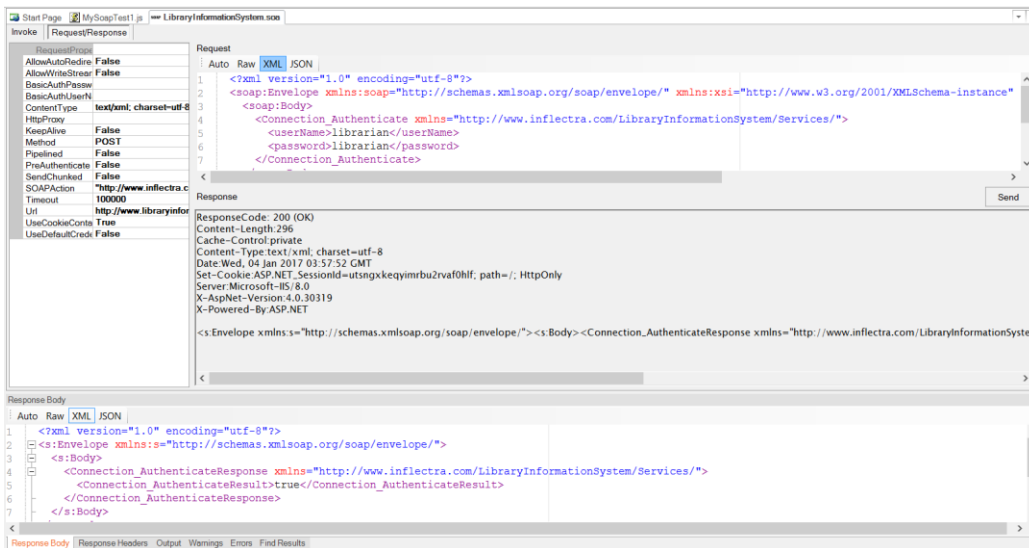 Start Page MySoapTest1.js LibraryInformationSystem.soa
Invoke Request/Response
RequestPrope
AllowAutoRedire False
AllowWriteStrear False
BasicAuthPassw
BasicAuthUserN
ContentType text/xml; charset=utf-8
HttpProxy
KeepAlive False
Method POST
Pipelined False
PreAuthenticate False
SendChunked False
SOAPAction "http://www.inflectra.c
Timeout 100000
Url http://www.libraryinfor
UseCookieConta True
UseDefaultCrede False
Request
Auto Raw XML JSON
1 <?xml version="1.0" encoding="utf-8"?>
2 <soap:Envelope xmlns:soap="http://schemas.xmlsoap.org/soap/envelope/" xmlns:xsi="http://www.w3.org/2001/XMLSchema-instance"
3 <soap:Body>
4 <Connection_Authenticate xmlns="http://www.inflectra.com/LibraryInformationSystem/Services/">
5 <userName>librarian</userName>
6 <password>librarian</password>
7 </Connection_Authenticate>
Response
Send
ResponseCode: 200 (OK)
Content-Length:296
Cache-Control:private
Content-Type:text/xml; charset=utf-8
Date:Wed, 04 Jan 2017 03:57:52 GMT
Set-Cookie:ASP.NET_SessionId=utsngxkeqyimrbu2rvaf0hlf; path=/; HttpOnly
Server:Microsoft-IIS/8.0
X-AspNet-Version:4.0.30319
X-Powered-By:ASP.NET
<s:Envelope xmlns:s="http://schemas.xmlsoap.org/soap/envelope/"><s:Body><Connection_AuthenticateResponse xmlns="http://www.inflectra.com/LibraryInformationSyste
Response Body
Auto Raw XML JSON
1 <?xml version="1.0" encoding="utf-8"?>
2 <s:Envelope xmlns:s="http://schemas.xmlsoap.org/soap/envelope/">
3 <s:Body>
4 <Connection_AuthenticateResponse xmlns="http://www.inflectra.com/LibraryInformationSystem/Services/">
5 <Connection_AuthenticateResult>true</Connection_AuthenticateResult>
6 </Connection_AuthenticateResponse>
7 </s:Body>
Response Body Response Headers Output Warnings Errors Find Results